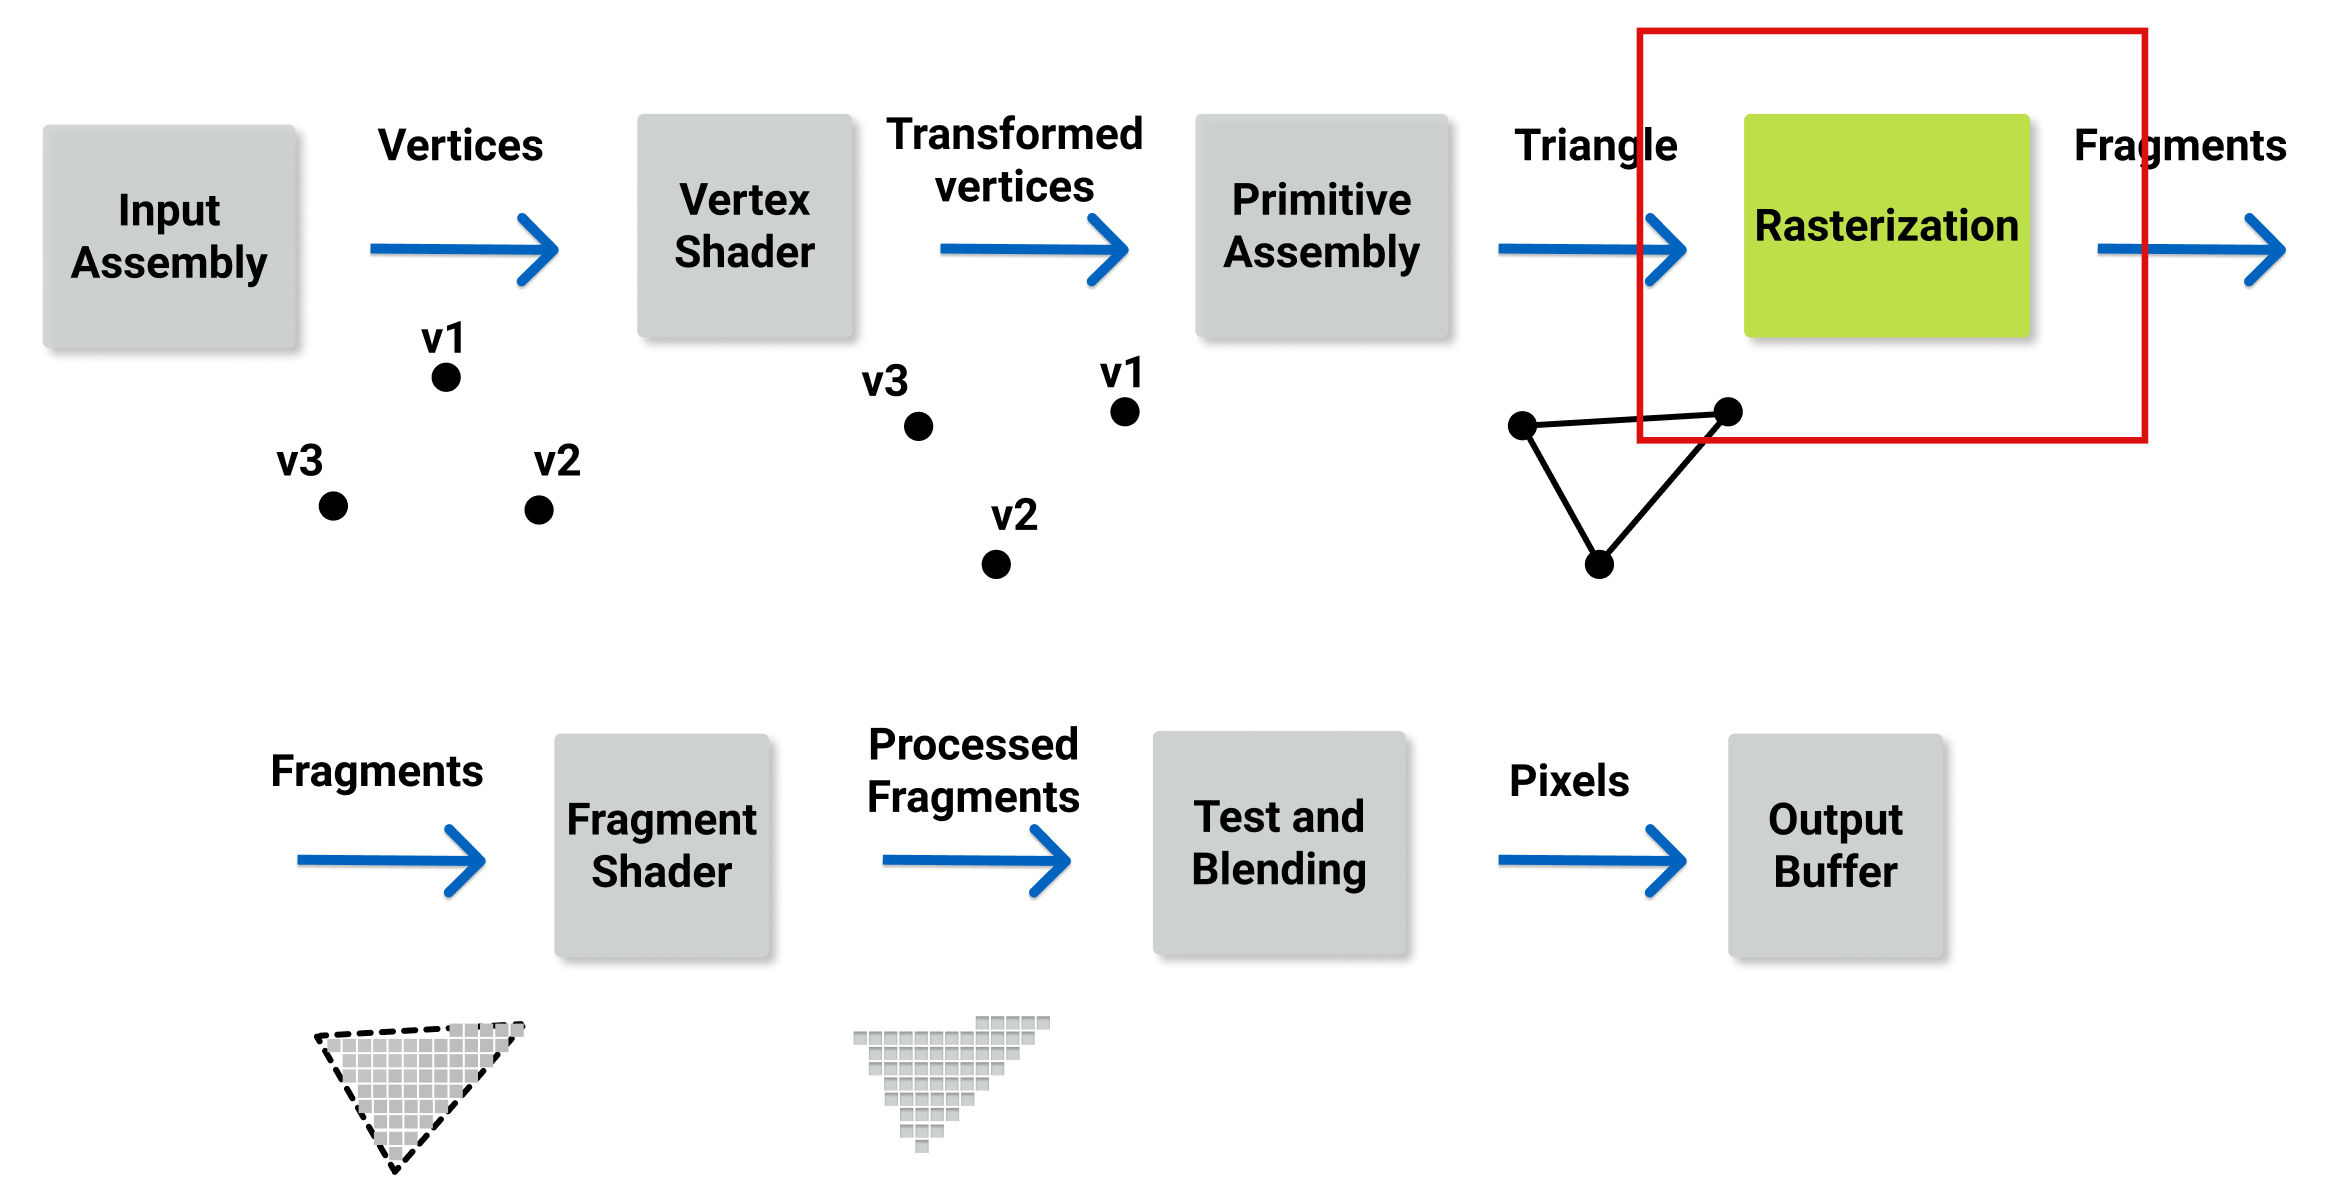 Input
Assembly
Vertices
Vertex
Shader
Transformed
vertices
Primitive
Assembly
Triangle
Rasterization
Fragments
v1
v3
v2
v3
v1
v2
Fragments
Fragment
Shader
Processed
Fragments
Test and
Blending
Pixels
Output
Buffer